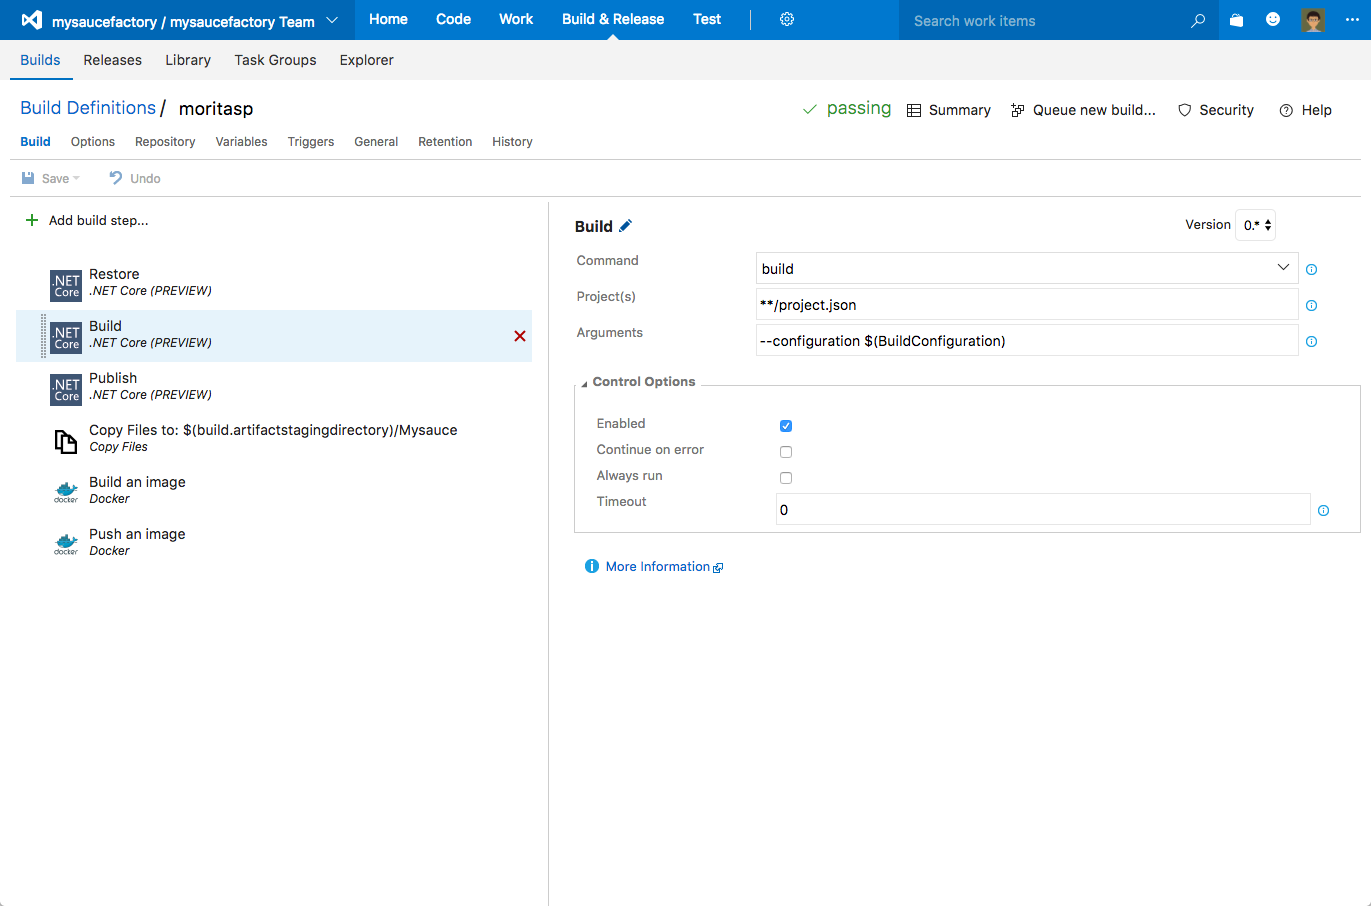 mysaucefactory / mysaucefactory Team Home Code Work Build & Release Test Search work items
Builds Releases Library Task Groups Explorer
Build Definitions / moritasp passing Summary Queue new build... Security Help
Build Options Repository Variables Triggers General Retention History
Save Undo
Add build step...
.NET Core Restore
.NET Core (PREVIEW)
.NET Core Build
.NET Core (PREVIEW)
.NET Core Publish
.NET Core (PREVIEW)
Copy Files to: $(build.artifactstagingdirectory)/Mysauce
Copy Files
docker Build an image
Docker
docker Push an image
Docker
Build Version 0.*
Command build
Project(s) **/project.json
Arguments --configuration $(BuildConfiguration)
Control Options
Enabled
Continue on error
Always run
Timeout 0
More Information